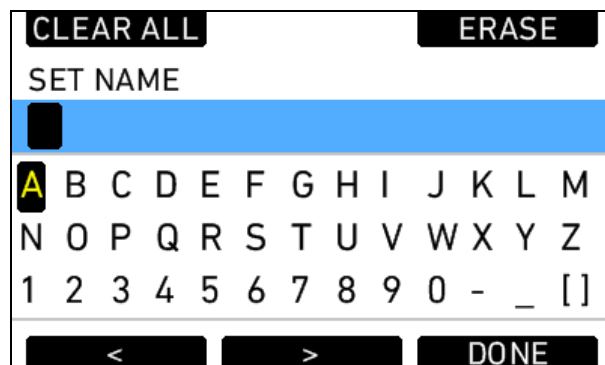 CLEAR ALL ERASE
SET NAME
A B C D E F G H I J K L M
N O P Q R S T U V W X Y Z
1 2 3 4 5 6 7 8 9 0 - _ [ ]
< > DONE